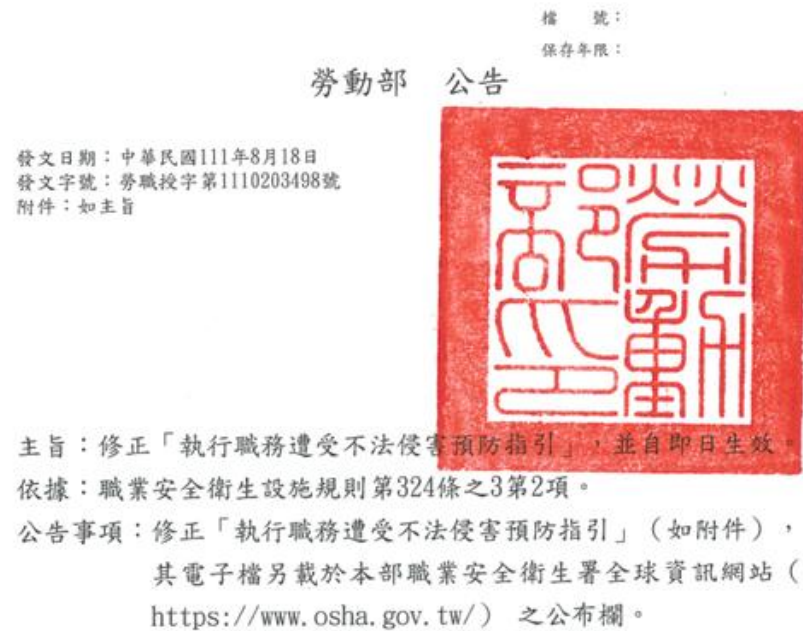 檔　　號：
保存年限：
勞動部　公告
發文日期：中華民國111年8月18日
發文字號：勞職授字第1110203498號
附件：如主旨
勞動部印
主旨：修正「執行職務遭受不法侵害預防指引」，並自即日生效。
依據：職業安全衛生設施規則第324條之3第2項。
公告事項：修正「執行職務遭受不法侵害預防指引」（如附件），
其電子檔另載於本部職業安全衛生署全球資訊網站（
https://www.osha.gov.tw/）之公布欄。